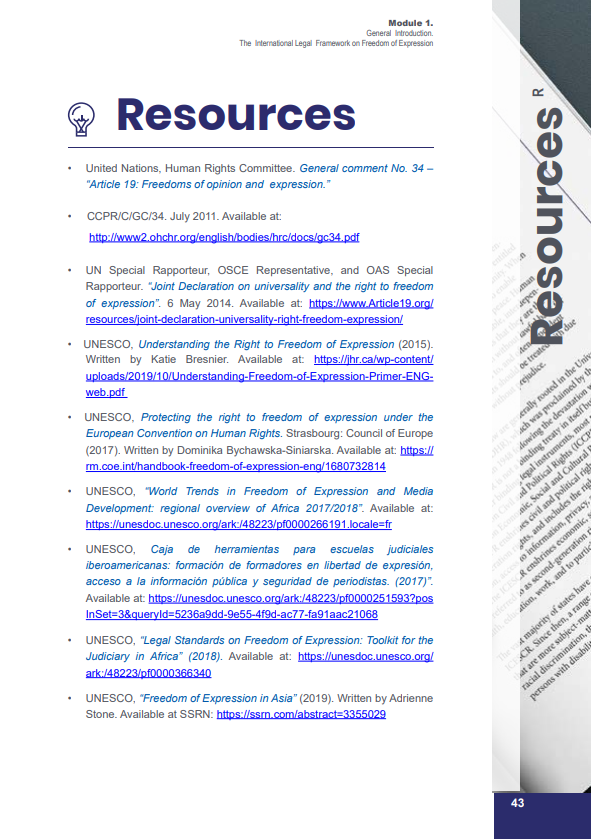 Module 1.
General Introduction.
The International Legal Framework on Freedom of Expression
Resources
• United Nations, Human Rights Committee. General comment No. 34 –
“Article 19: Freedoms of opinion and expression.”
• CCPR/C/GC/34. July 2011. Available at:
http://www2.ohchr.org/english/bodies/hrc/docs/gc34.pdf
• UN Special Rapporteur, OSCE Representative, and OAS Special
Rapporteur. “Joint Declaration on universality and the right to freedom
of expression”. 6 May 2014. Available at: https://www.Article19.org/
resources/joint-declaration-universality-right-freedom-expression/
• UNESCO, Understanding the Right to Freedom of Expression (2015).
Written by Katie Bresnier. Available at: https://jhr.ca/wp-content/
uploads/2019/10/Understanding-Freedom-of-Expression-Primer-ENG-
web.pdf
• UNESCO, Protecting the right to freedom of expression under the
European Convention on Human Rights. Strasbourg: Council of Europe
(2017). Written by Dominika Bychawska-Siniarska. Available at: https://
rm.coe.int/handbook-freedom-of-expression-eng/1680732814
• UNESCO, “World Trends in Freedom of Expression and Media
Development: regional overview of Africa 2017/2018”. Available at:
https://unesdoc.unesco.org/ark:/48223/pf0000266191.locale=fr
• UNESCO, Caja de herramientas para escuelas judiciales
iberoamericanas: formación de formadores en libertad de expresión,
acceso a la información pública y seguridad de periodistas. (2017)”.
Available at: https://unesdoc.unesco.org/ark:/48223/pf0000251593?pos
InSet=3&queryId=5236a9dd-9e55-4f9d-ac77-fa91aac21068
• UNESCO, “Legal Standards on Freedom of Expression: Toolkit for the
Judiciary in Africa” (2018). Available at: https://unesdoc.unesco.org/
ark:/48223/pf0000366340
• UNESCO, “Freedom of Expression in Asia” (2019). Written by Adrienne
Stone. Available at SSRN: https://ssrn.com/abstract=3355029
Resources R
43